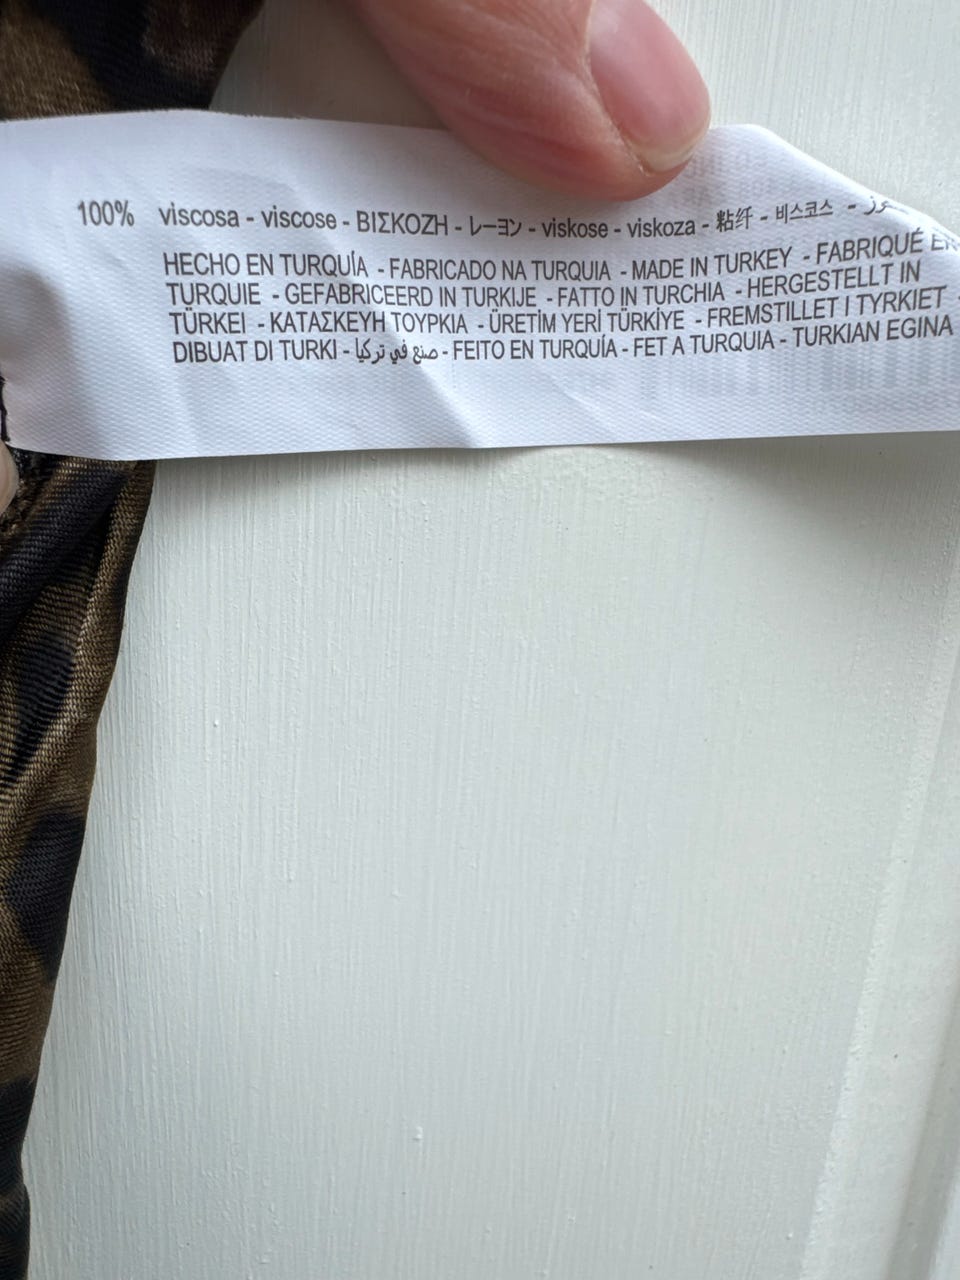 100% viscosa - viscose - ΒΙΣΚΟΖΗ - レーヨン - viskose - viskoza - 粘纤 - 비스코스 -
HECHO EN TURQUÍA - FABRICADO NA TURQUIA - MADE IN TURKEY - FABRIQUÉ EN
TURQUIE - GEFABRICEERD IN TURKIJE - FATTO IN TURCHIA - HERGESTELLT IN
TÜRKEI - ΚΑΤΑΣΚΕΥΗ ΤΟΥΡΚΙΑ - ÜRETİM YERİ TÜRKİYE - FREMSTILLET I TYRKIET -
DIBUAT DI TURKI - صنع في تركيا - FEITO EN TURQUÍA - FET A TURQUIA - TURKIAN EGINA